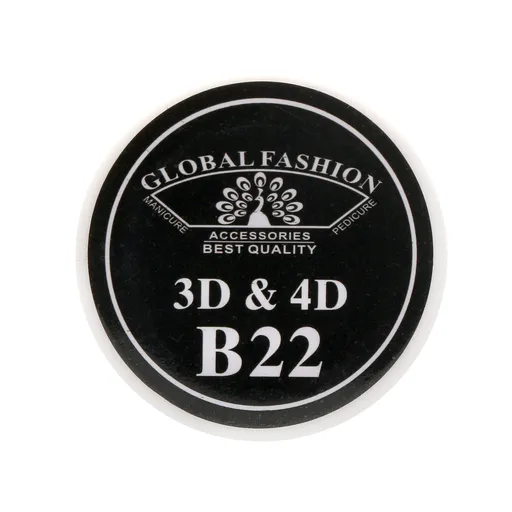 GLOBAL FASHION
MANICURE
PEDICURE
ACCESSORIES
BEST QUALITY
3D & 4D
B22